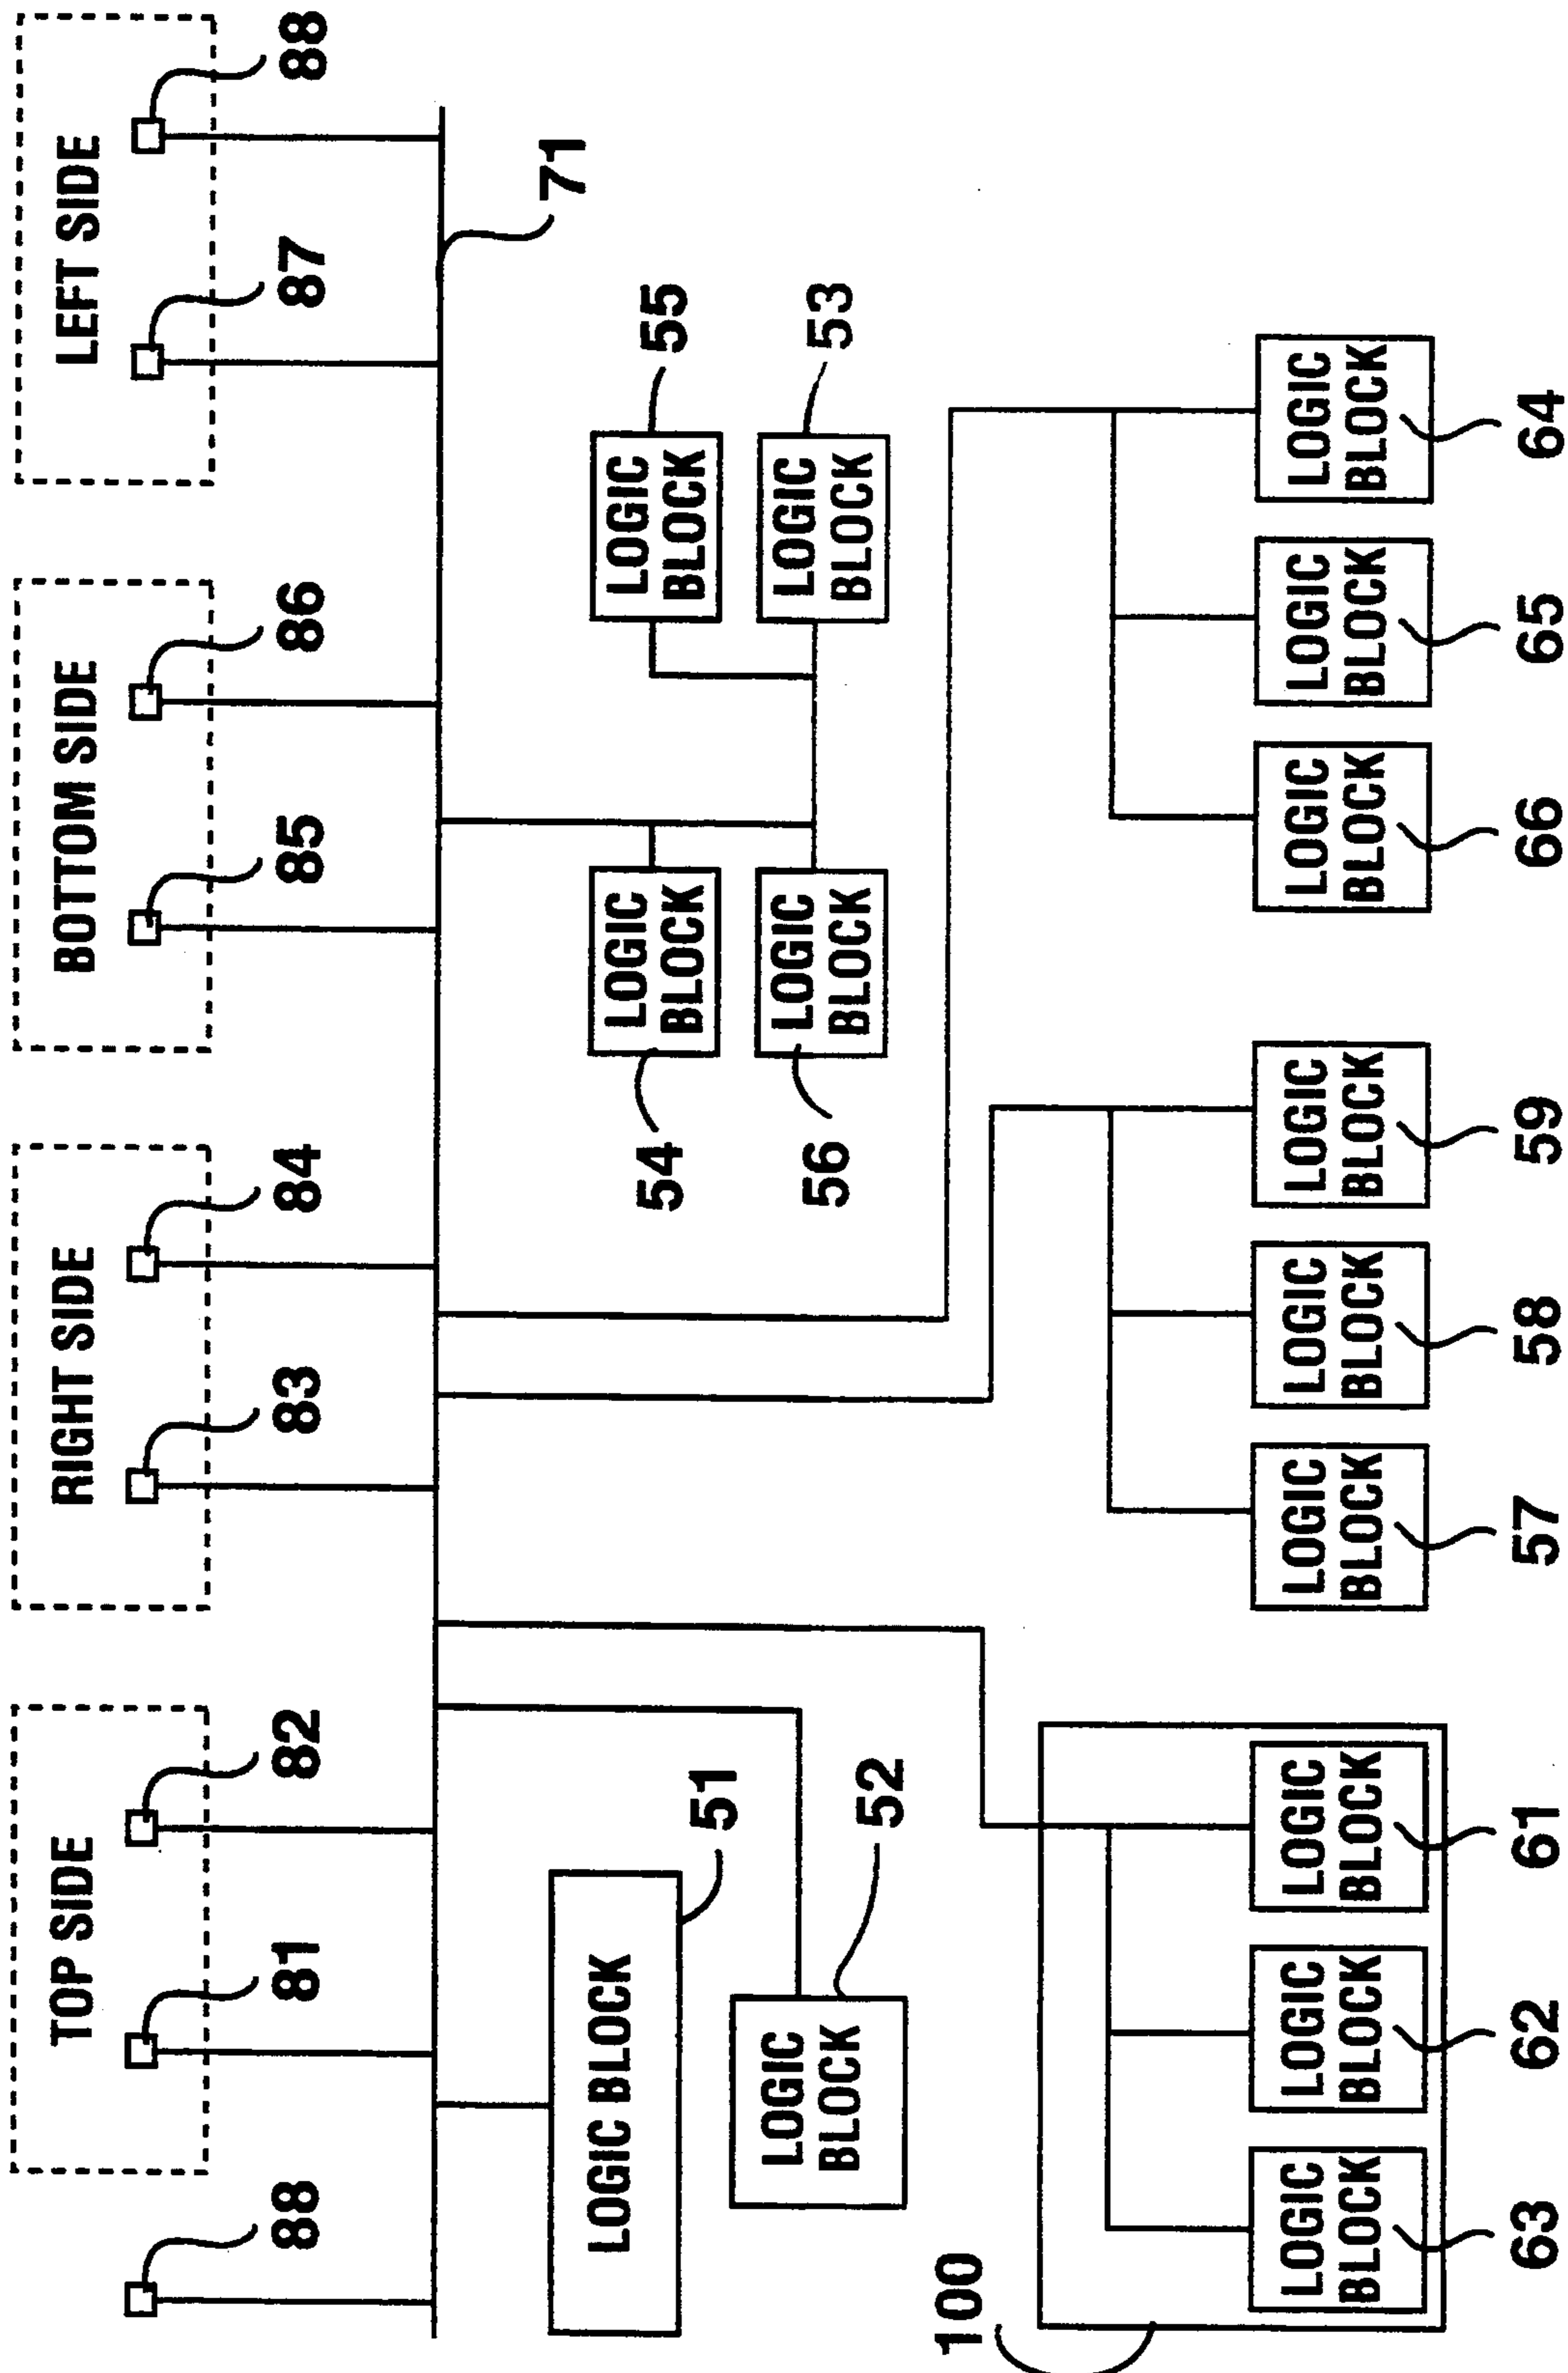 TOP SIDE
RIGHT SIDE
BOTTOM SIDE
LEFT SIDE
88
81
82
83
84
85
86
87
88
71
LOGIC BLOCK
51
LOGIC
BLOCK
52
54
LOGIC
BLOCK
LOGIC
BLOCK
55
56
LOGIC
BLOCK
LOGIC
BLOCK
53
100
LOGIC
BLOCK
LOGIC
BLOCK
LOGIC
BLOCK
LOGIC
BLOCK
LOGIC
BLOCK
LOGIC
BLOCK
LOGIC
BLOCK
LOGIC
BLOCK
LOGIC
BLOCK
63
62
61
57
58
59
66
65
64